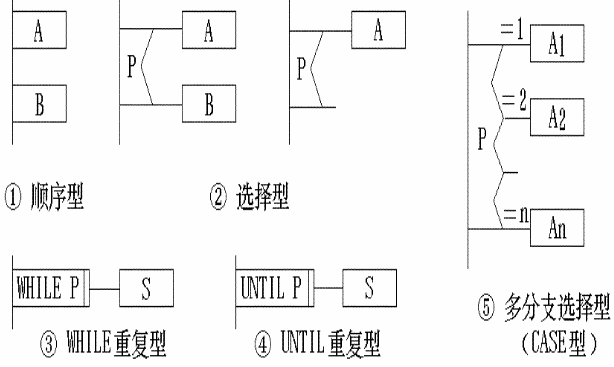 A
B
① 顺序型
P
A
B
P
A
② 选择型
WHILE P
S
③ WHILE重复型
UNTIL P
S
④ UNTIL重复型
P
=1
A1
=2
A2
=n
An
⑤ 多分支选择型
(CASE型)